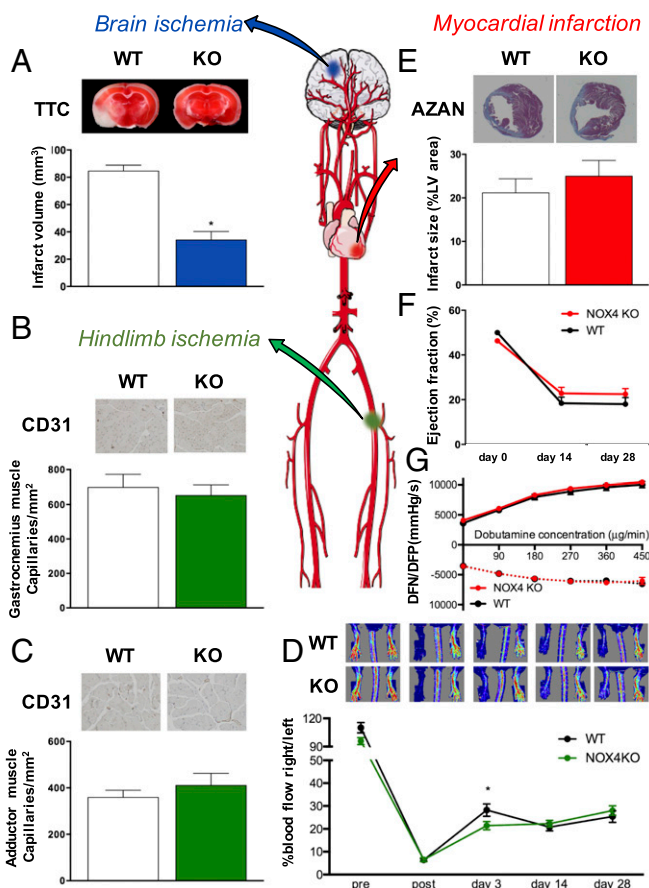 Brain ischemia
Myocardial infarction
A
WT
KO
TTC
Infarct volume (mm³)
100
80
60
40
20
0
*
E
WT
KO
AZAN
Infarct size (%LV area)
30
20
10
0
B
Hindlimb ischemia
WT
KO
CD31
Gastrocnemius muscle
Capillaries/mm²
800
600
400
200
0
F
Ejection fraction (%)
60
40
20
0
NOX4 KO
WT
day 0
day 14
day 28
G
DFN/DFP(mmHg/s)
10000
5000
-5000
10000
Dobutamine concentration (µg/min)
90
180
270
360
450
NOX4 KO
WT
C
WT
KO
CD31
Adductor muscle
Capillaries/mm²
600
400
200
0
D
WT
KO
%blood flow right/left
120
90
50
40
30
20
10
0
*
WT
NOX4KO
pre
post
day 3
day 14
day 28